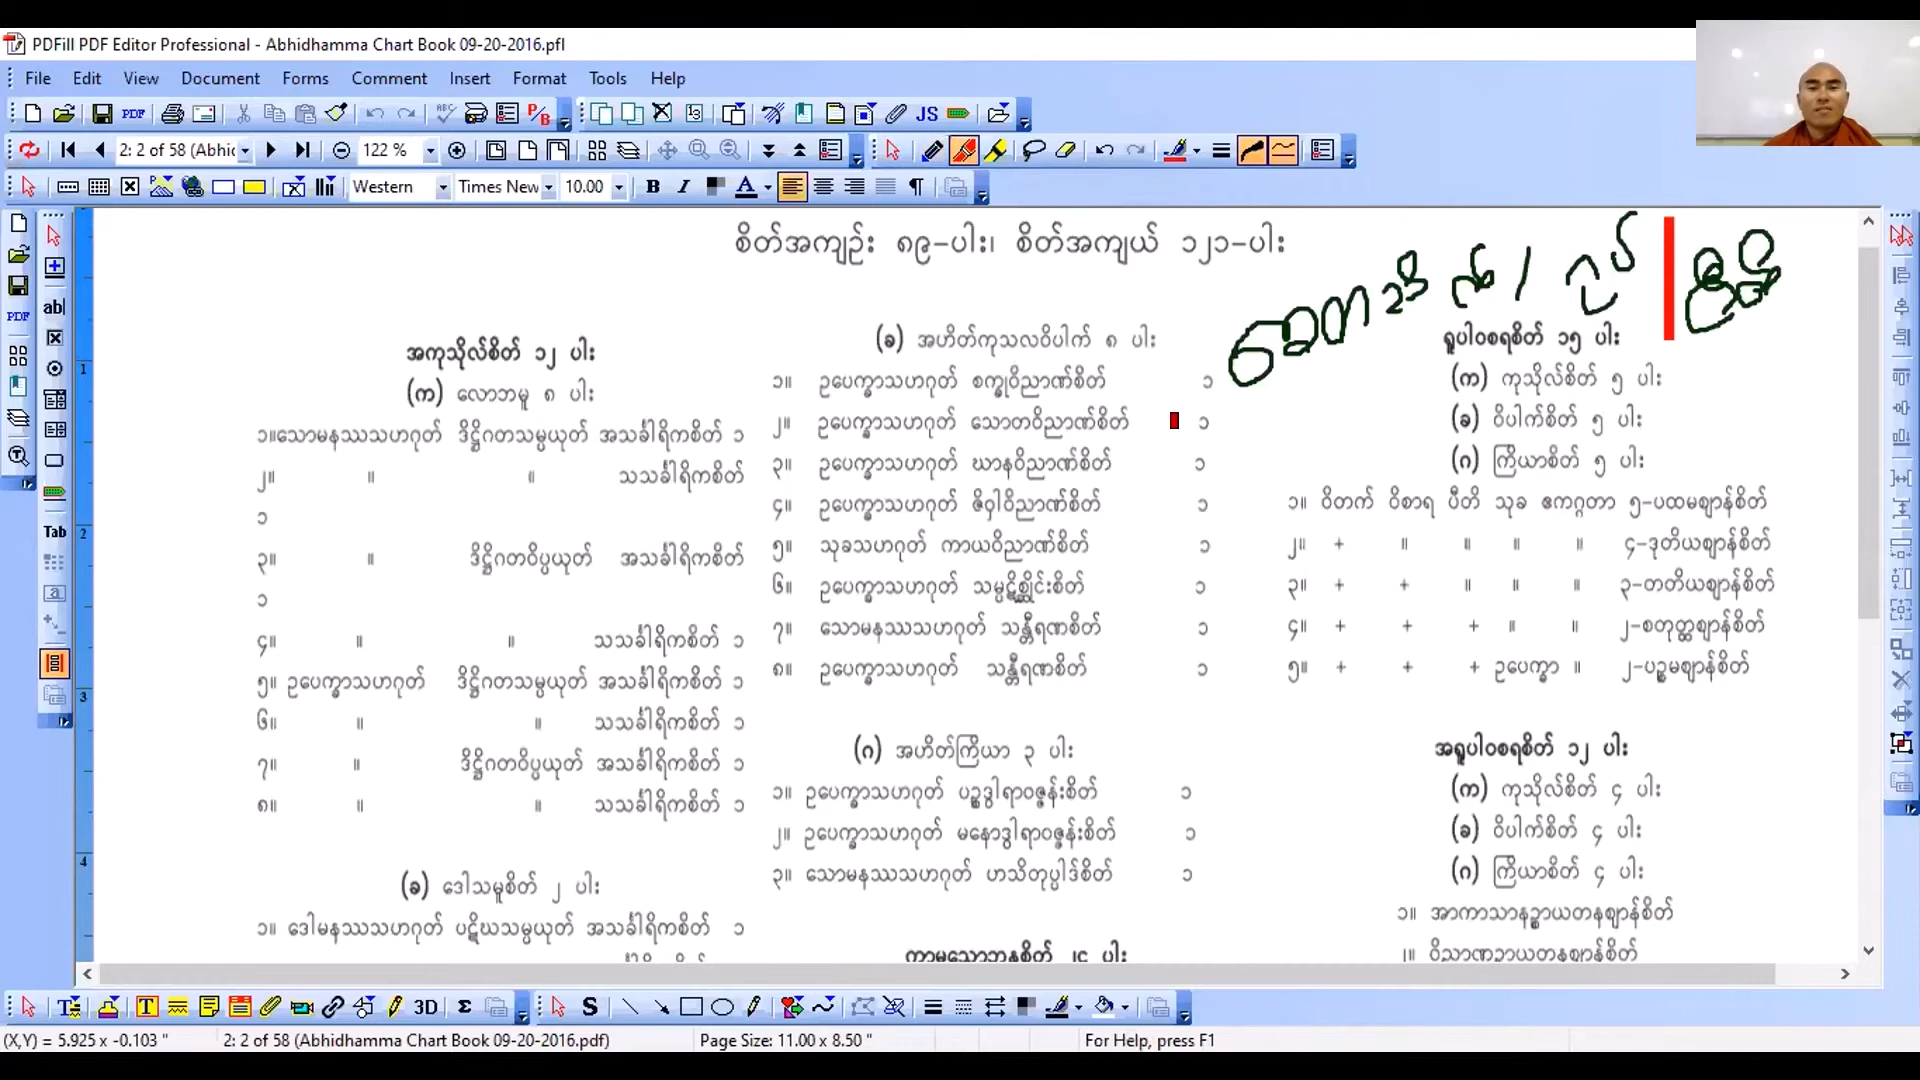 PDFill PDF Editor Professional - Abhidhamma Chart Book 09-20-2016.pfl
File Edit View Document Forms Comment Insert Format Tools Help
PDF ABC JS
2: 2 of 58 (Abhic 122 %
Western Times New 10.00 B I A
စိတ်အကျဉ်း ၈၉-ပါး၊ စိတ်အကျယ် ၁၂၁-ပါး
စေတသိက် / ရုပ်
အကုသိုလ်စိတ် ၁၂ ပါး
(က) လောဘမူ ၈ ပါး
၁။သောမနဿသဟဂုတ် ဒိဋ္ဌိဂတသမ္ပယုတ် အသင်္ခါရိကစိတ် ၁
၂။ ။ ။ သသင်္ခါရိကစိတ်
၁
၃။ ။ ဒိဋ္ဌိဂတဝိပ္ပယုတ် အသင်္ခါရိကစိတ်
၁
၄။ ။ ။ သသင်္ခါရိကစိတ် ၁
၅။ ဥပေက္ခာသဟဂုတ် ဒိဋ္ဌိဂတသမ္ပယုတ် အသင်္ခါရိကစိတ် ၁
၆။ ။ ။ သသင်္ခါရိကစိတ် ၁
၇။ ။ ဒိဋ္ဌိဂတဝိပ္ပယုတ် အသင်္ခါရိကစိတ် ၁
၈။ ။ ။ သသင်္ခါရိကစိတ် ၁
(ခ) ဒေါသမူစိတ် ၂ ပါး
၁။ ဒေါမနဿသဟဂုတ် ပဋိဃသမ္ပယုတ် အသင်္ခါရိကစိတ် ၁
(ခ) အဟိတ်ကုသလဝိပါက် ၈ ပါး
၁။ ဥပေက္ခာသဟဂုတ် စက္ခုဝိညာဏ်စိတ် ၁
၂။ ဥပေက္ခာသဟဂုတ် သောတဝိညာဏ်စိတ် ၁
၃။ ဥပေက္ခာသဟဂုတ် ဃာနဝိညာဏ်စိတ် ၁
၄။ ဥပေက္ခာသဟဂုတ် ဇိဝှါဝိညာဏ်စိတ် ၁
၅။ သုခသဟဂုတ် ကာယဝိညာဏ်စိတ် ၁
၆။ ဥပေက္ခာသဟဂုတ် သမ္ပဋိစ္ဆိုင်းစိတ် ၁
၇။ သောမနဿသဟဂုတ် သန္တီရဏစိတ် ၁
၈။ ဥပေက္ခာသဟဂုတ် သန္တီရဏစိတ် ၁
(ဂ) အဟိတ်ကြိယာ ၃ ပါး
၁။ ဥပေက္ခာသဟဂုတ် ပဉ္စဒွါရာဝဇ္ဇန်းစိတ် ၁
၂။ ဥပေက္ခာသဟဂုတ် မနောဒွါရာဝဇ္ဇန်းစိတ် ၁
၃။ သောမနဿသဟဂုတ် ဟသိတုပ္ပါဒ်စိတ် ၁
ကာမသောဘနစိတ် ၂၄ ပါး
ရူပါဝစရစိတ် ၁၅ ပါး
(က) ကုသိုလ်စိတ် ၅ ပါး
(ခ) ဝိပါက်စိတ် ၅ ပါး
(ဂ) ကြိယာစိတ် ၅ ပါး
၁။ ဝိတက် ဝိစာရ ပီတိ သုခ ဧကဂ္ဂတာ ၅-ပထမဈာန်စိတ်
၂။ + ။ ။ ။ ။ ၄-ဒုတိယဈာန်စိတ်
၃။ + + ။ ။ ။ ၃-တတိယဈာန်စိတ်
၄။ + + + ။ ။ ၂-စတုတ္ထဈာန်စိတ်
၅။ + + + ဥပေက္ခာ ။ ၂-ပဉ္စမဈာန်စိတ်
အရူပါဝစရစိတ် ၁၂ ပါး
(က) ကုသိုလ်စိတ် ၄ ပါး
(ခ) ဝိပါက်စိတ် ၄ ပါး
(ဂ) ကြိယာစိတ် ၄ ပါး
၁။ အာကာသာနဉ္စာယတနဈာန်စိတ်
၂။ ဝိညာဏဉ္စာယတနဈာန်စိတ်
ab|
PDF
Tab
a
1
2
3
4
T T 3D Σ S
(X,Y) = 5.925 x -0.103 " 2: 2 of 58 (Abhidhamma Chart Book 09-20-2016.pdf) Page Size: 11.00 x 8.50 " For Help, press F1